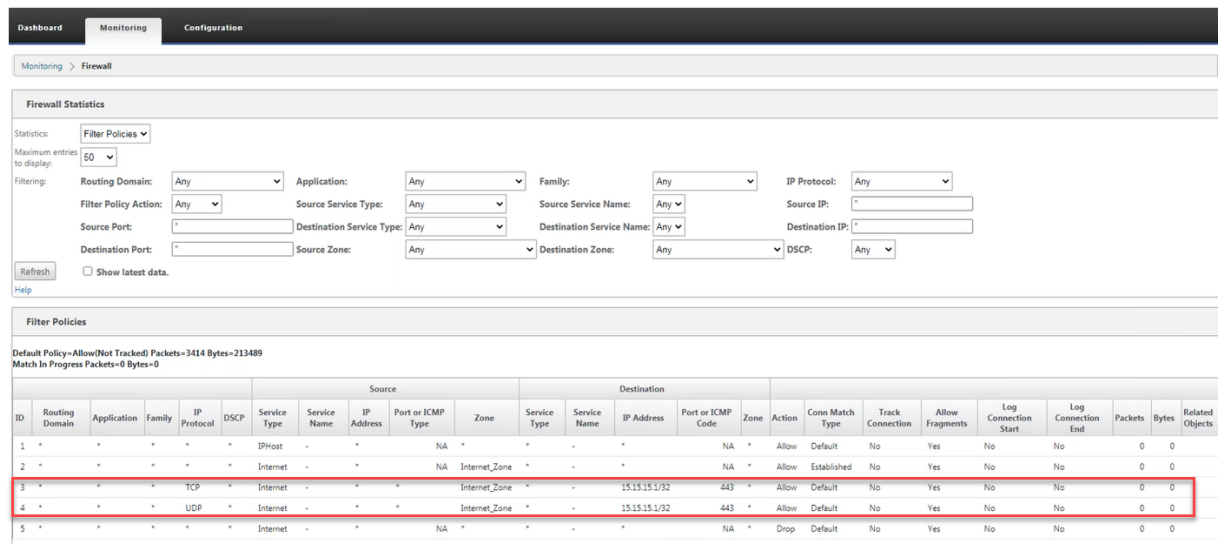 Dashboard Monitoring Configuration
Monitoring > Firewall
Firewall Statistics
Statistics: Filter Policies
Maximum entries to display: 50
Filtering: Routing Domain: Any Application: Any Family: Any IP Protocol: Any
Filter Policy Action: Any Source Service Type: Any Source Service Name: Any Source IP: *
Source Port: * Destination Service Type: Any Destination Service Name: Any Destination IP: *
Destination Port: * Source Zone: Any Destination Zone: Any DSCP: Any
Refresh Show latest data.
Help
Filter Policies
Default Policy=Allow(Not Tracked) Packets=3414 Bytes=213489
Match In Progress Packets=0 Bytes=0
Source Destination
ID Routing Domain Application Family IP Protocol DSCP Service Type Service Name IP Address Port or ICMP Type Zone Service Type Service Name IP Address Port or ICMP Code Zone Action Conn Match Type Track Connection Allow Fragments Log Connection Start Log Connection End Packets Bytes Related Objects
1 * * * * * IPHost - * NA * * - * NA * Allow Default No Yes No No 0 0
2 * * * * * Internet - * NA Internet_Zone * - * NA * Allow Established No Yes No No 0 0
3 * * * TCP * Internet - * * Internet_Zone * - 15.15.15.1/32 443 * Allow Default No Yes No No 0 0
4 * * * UDP * Internet - * * Internet_Zone * - 15.15.15.1/32 443 * Allow Default No Yes No No 0 0
5 * * * * * Internet - * NA * * - * NA * Drop Default No Yes No No 0 0